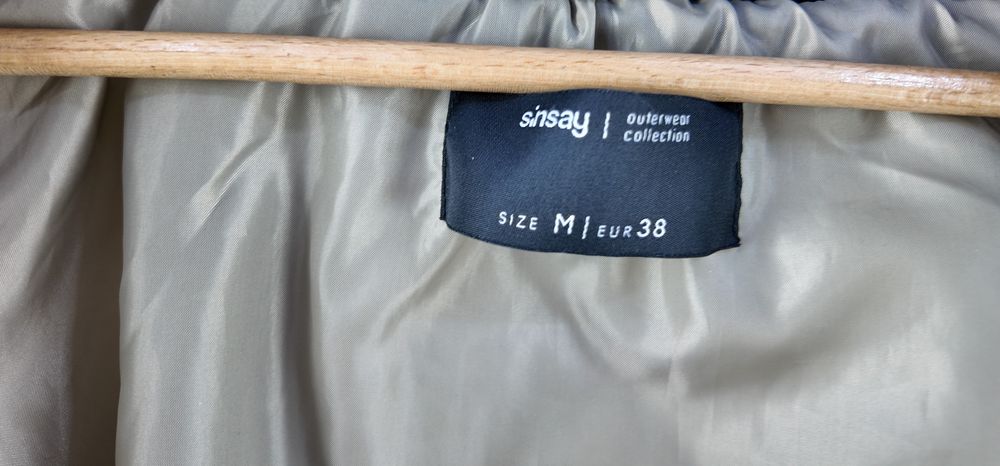 sinsay | outerwear
collection
SIZE M | EUR 38